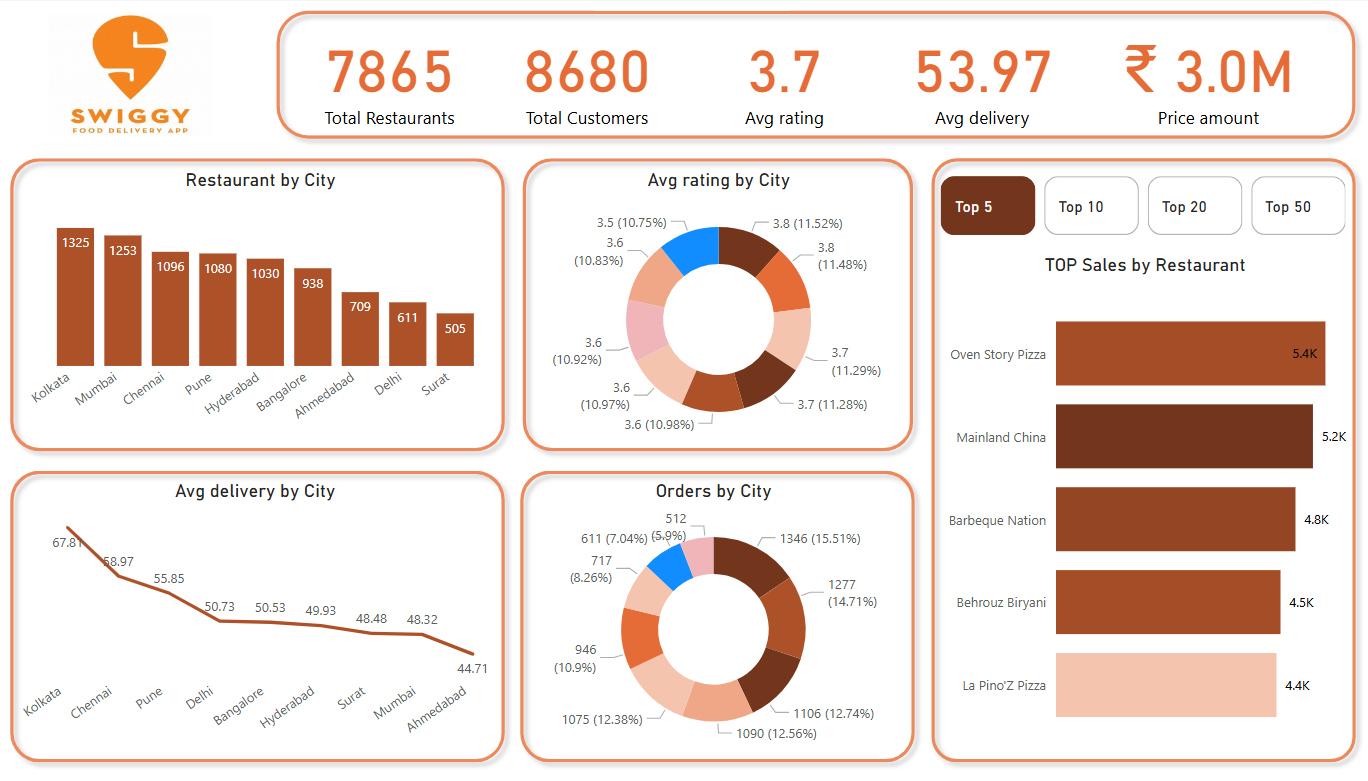 SWIGGY
FOOD DELIVERY APP
7865
Total Restaurants
8680
Total Customers
3.7
Avg rating
53.97
Avg delivery
₹ 3.0M
Price amount
Restaurant by City
1325
1253
1096
1080
1030
938
709
611
505
Kolkata
Mumbai
Chennai
Pune
Hyderabad
Bangalore
Ahmedabad
Delhi
Surat
Avg rating by City
3.8 (11.52%)
3.8
(11.48%)
3.7
(11.29%)
3.7 (11.28%)
3.6 (10.98%)
3.6
(10.97%)
3.6
(10.92%)
3.6
(10.83%)
3.5 (10.75%)
Top 5
Top 10
Top 20
Top 50
TOP Sales by Restaurant
Oven Story Pizza
5.4K
Mainland China
5.2K
Barbeque Nation
4.8K
Behrouz Biryani
4.5K
La Pino'Z Pizza
4.4K
Avg delivery by City
67.81
58.97
55.85
50.73
50.53
49.93
48.48
48.32
44.71
Kolkata
Chennai
Pune
Delhi
Bangalore
Hyderabad
Surat
Mumbai
Ahmedabad
Orders by City
1346 (15.51%)
1277
(14.71%)
1106 (12.74%)
1090 (12.56%)
1075 (12.38%)
946
(10.9%)
717
(8.26%)
611 (7.04%)
512
(5.9%)